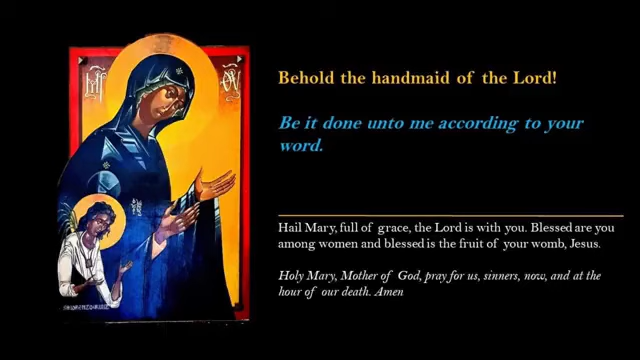 Behold the handmaid of the Lord!
Be it done unto me according to your
word.
Hail Mary, full of grace, the Lord is with you. Blessed are you
among women and blessed is the fruit of your womb, Jesus.
Holy Mary, Mother of God, pray for us, sinners, now, and at the
hour of our death. Amen